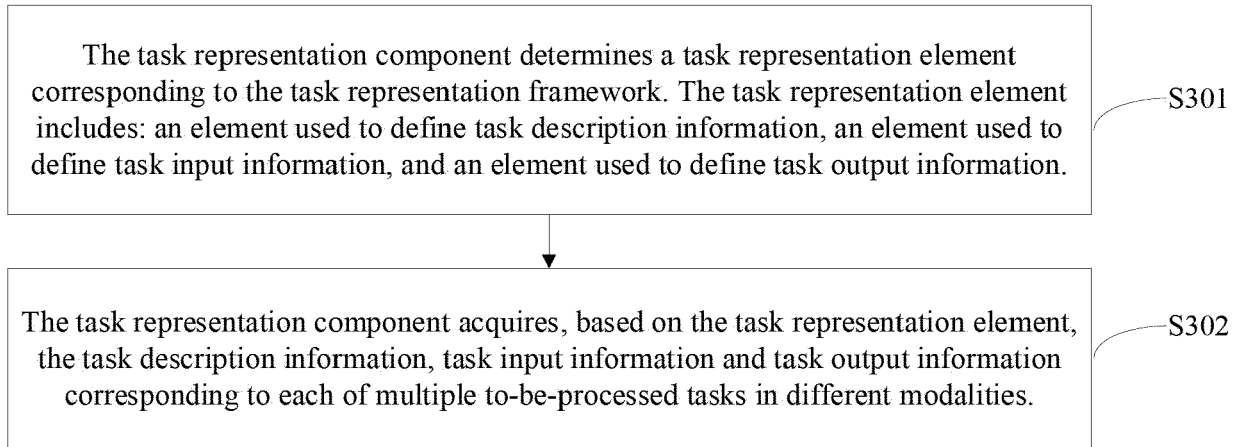 The task representation component determines a task representation element
corresponding to the task representation framework. The task representation element
includes: an element used to define task description information, an element used to
define task input information, and an element used to define task output information.
S301
The task representation component acquires, based on the task representation element,
the task description information, task input information and task output information
corresponding to each of multiple to-be-processed tasks in different modalities.
S302